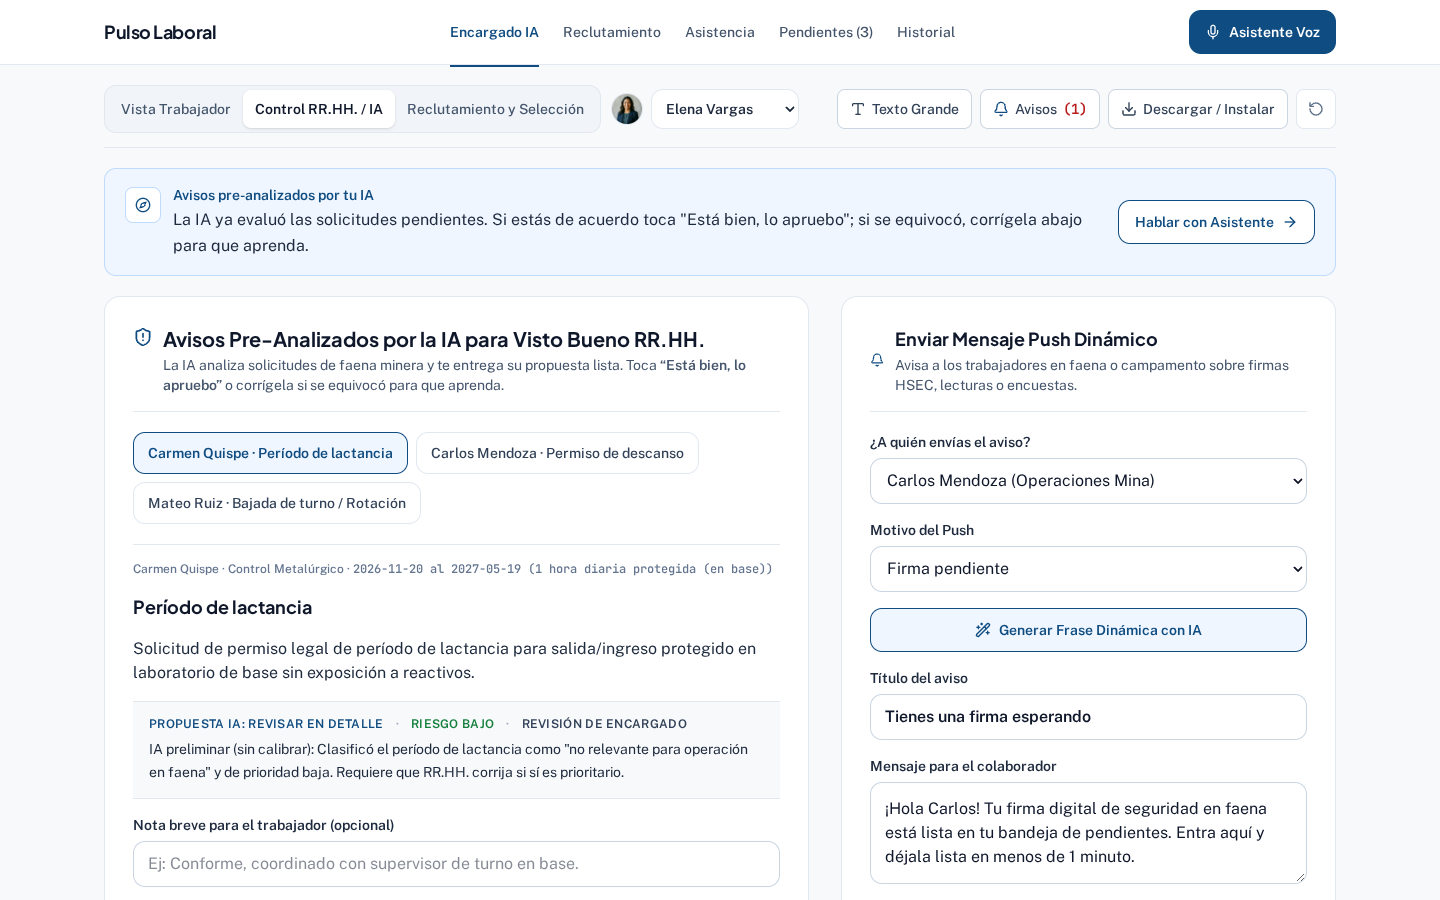 Pulso Laboral
Encargado IA
Reclutamiento
Asistencia
Pendientes (3)
Historial
Asistente Voz
Vista Trabajador
Control RR.HH. / IA
Reclutamiento y Selección
Elena Vargas
Texto Grande
Avisos (1)
Descargar / Instalar
Avisos pre-analizados por tu IA
La IA ya evaluó las solicitudes pendientes. Si estás de acuerdo toca "Está bien, lo apruebo"; si se equivocó, corrígela abajo
para que aprenda.
Hablar con Asistente
Avisos Pre-Analizados por la IA para Visto Bueno RR.HH.
La IA analiza solicitudes de faena minera y te entrega su propuesta lista. Toca “Está bien, lo
apruebo” o corrígela si se equivocó para que aprenda.
Carmen Quispe · Período de lactancia
Carlos Mendoza · Permiso de descanso
Mateo Ruiz · Bajada de turno / Rotación
Carmen Quispe · Control Metalúrgico · 2026-11-20 al 2027-05-19 (1 hora diaria protegida (en base))
Período de lactancia
Solicitud de permiso legal de período de lactancia para salida/ingreso protegido en
laboratorio de base sin exposición a reactivos.
PROPUESTA IA: REVISAR EN DETALLE · RIESGO BAJO · REVISIÓN DE ENCARGADO
IA preliminar (sin calibrar): Clasificó el período de lactancia como "no relevante para operación
en faena" y de prioridad baja. Requiere que RR.HH. corrija si sí es prioritario.
Nota breve para el trabajador (opcional)
Ej: Conforme, coordinado con supervisor de turno en base.
Enviar Mensaje Push Dinámico
Avisa a los trabajadores en faena o campamento sobre firmas
HSEC, lecturas o encuestas.
¿A quién envías el aviso?
Carlos Mendoza (Operaciones Mina)
Motivo del Push
Firma pendiente
Generar Frase Dinámica con IA
Título del aviso
Tienes una firma esperando
Mensaje para el colaborador
¡Hola Carlos! Tu firma digital de seguridad en faena
está lista en tu bandeja de pendientes. Entra aquí y
déjala lista en menos de 1 minuto.